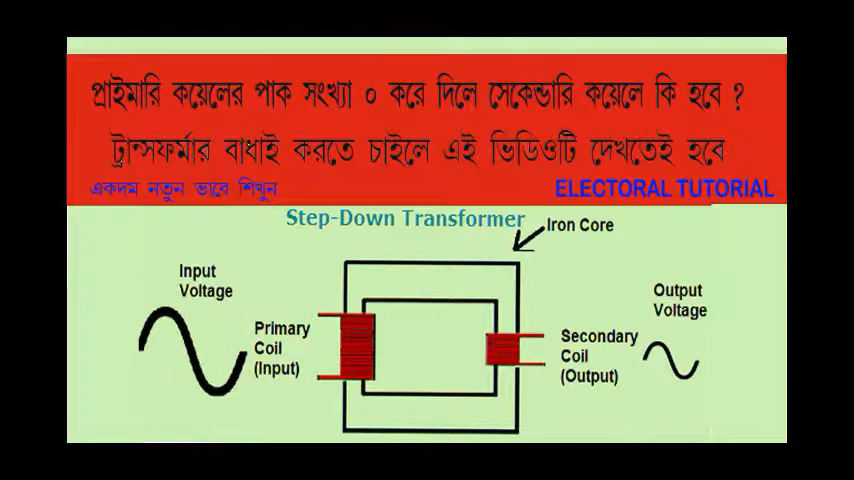 প্রাইমারি কয়েলের পাক সংখ্যা ০ করে দিলে সেকেন্ডারি কয়েলে কি হবে ?
ট্রান্সফর্মার বাধাই করতে চাইলে এই ভিডিওটি দেখতেই হবে
একদম নতুন ভাবে শিখুন
ELECTORAL TUTORIAL
Step-Down Transformer
Iron Core
Input
Voltage
Output
Voltage
Primary
Coil
(Input)
Secondary
Coil
(Output)